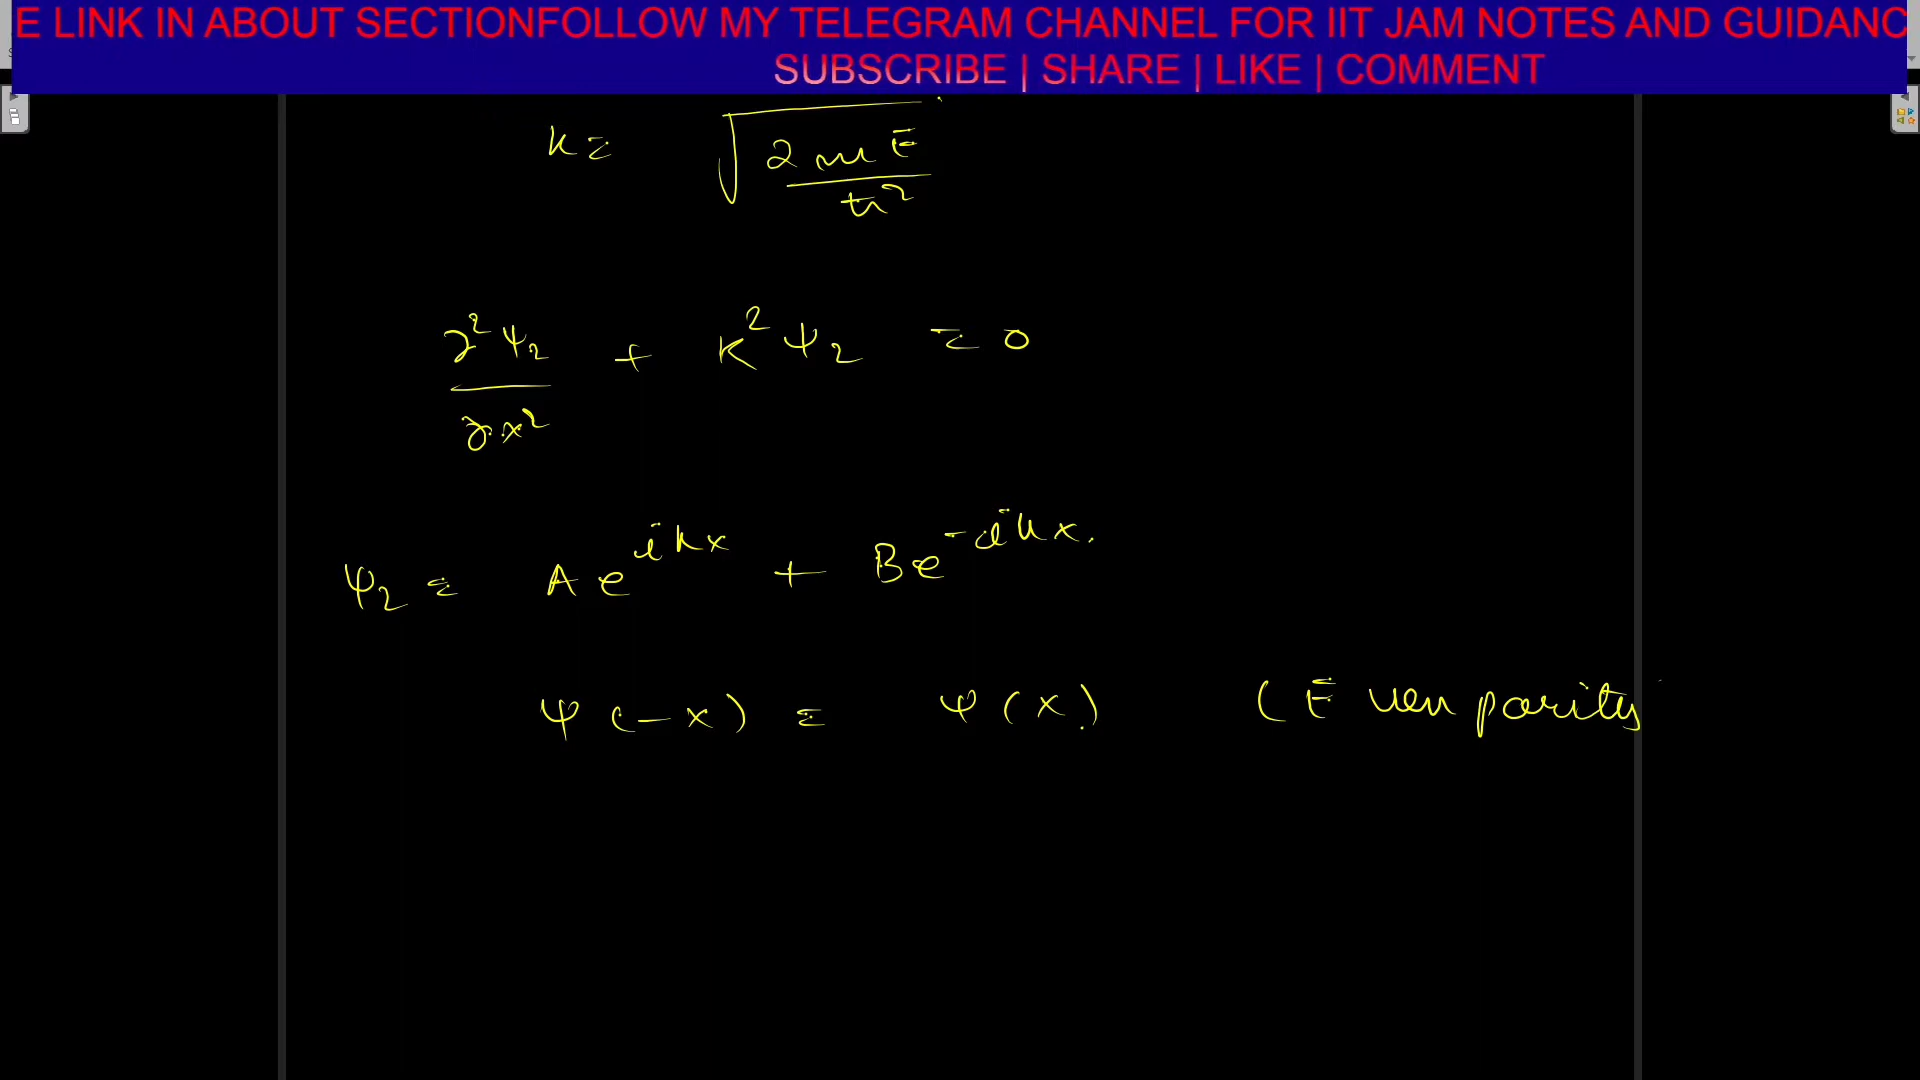 E LINK IN ABOUT SECTIONFOLLOW MY TELEGRAM CHANNEL FOR IIT JAM NOTES AND GUIDANC
SUBSCRIBE | SHARE | LIKE | COMMENT
k = √(2mE/ħ²)
∂²ψ₂/∂x² + k²ψ₂ = 0
ψ₂ = Ae^{ikx} + Be^{-ikx}.
ψ(-x) = ψ(x) (Even parity